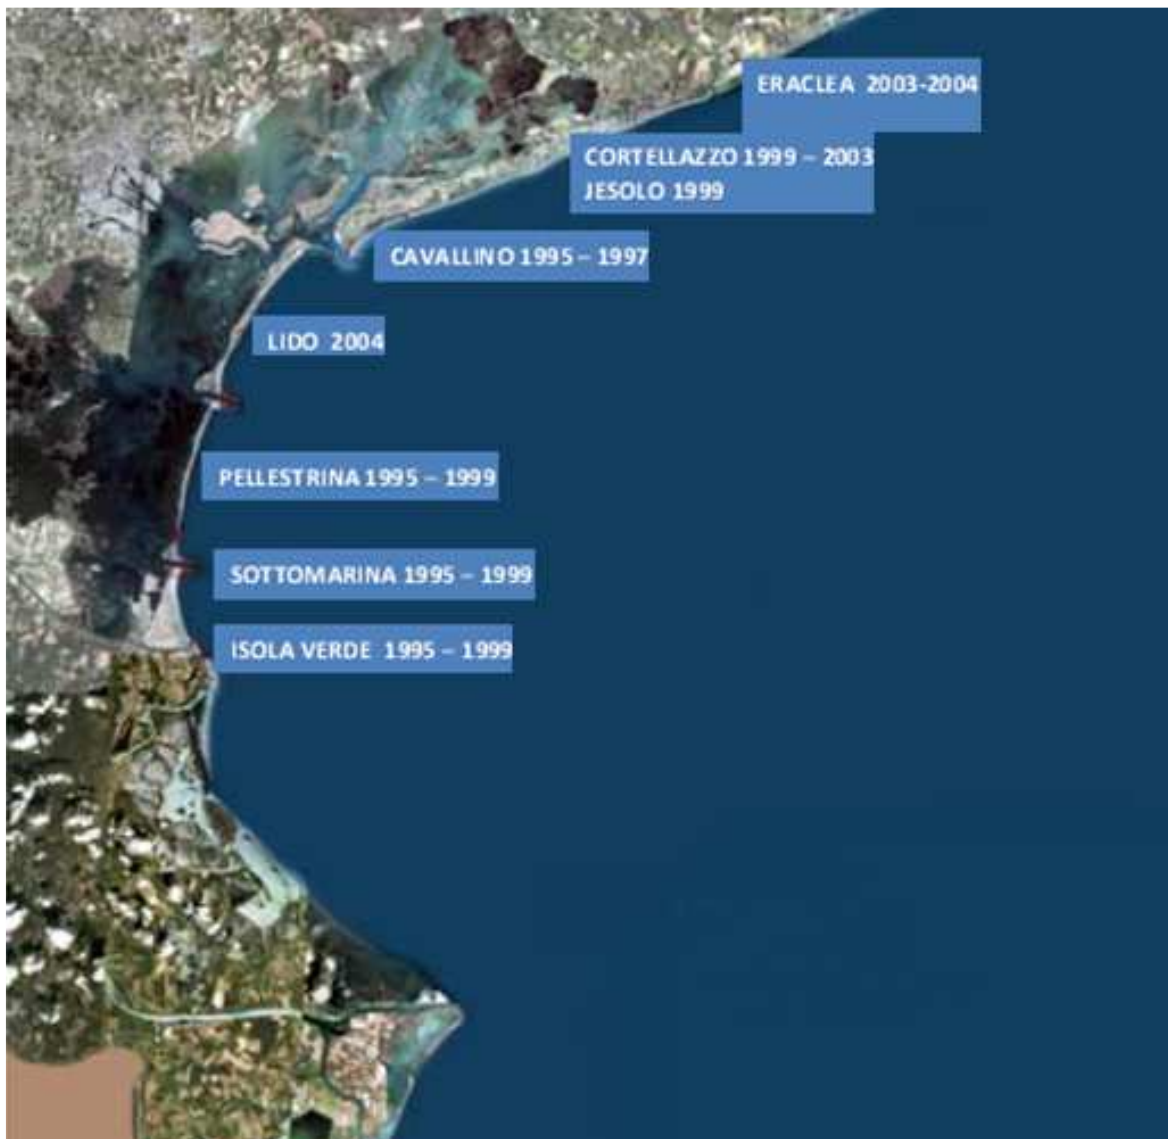 ERACLEA 2003-2004
CORTELLAZZO 1999 – 2003
JESOLO 1999
CAVALLINO 1995 – 1997
LIDO 2004
PELLESTRINA 1995 – 1999
SOTTOMARINA 1995 – 1999
ISOLA VERDE 1995 – 1999